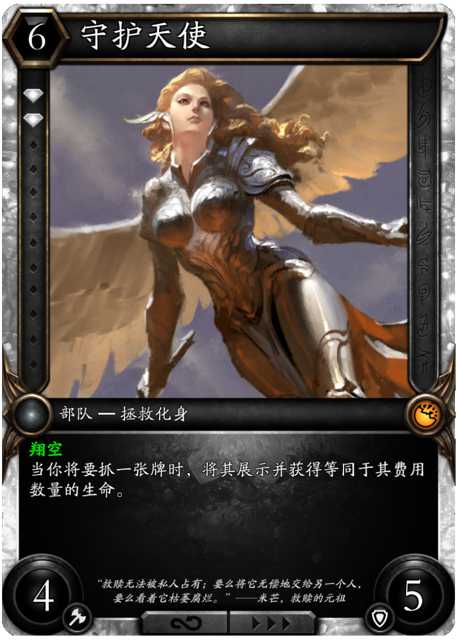 6
守护天使
部队 — 拯救化身
翔空
当你将要抓一张牌时，将其展示并获得等同于其费用
数量的生命。
"救赎无法被私人占有；要么将它无偿地交给另一个人，
要么看着它枯萎腐烂。" ——米芒，救赎的元祖
4
5